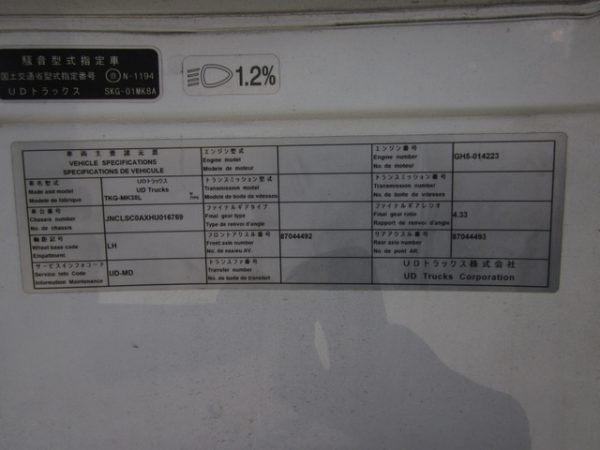 騒音型式指定車
国土交通省型式指定番号 N-1194
UDトラックス SKG-01MK8A
1.2%
車両主要諸元表
VEHICLE SPECIFICATIONS
SPECIFICATIONS DE VEHICULE
車名型式 UDトラックス
Make and model UD Trucks
Modele de fabrique TKG-MK38L
車台番号
Chassis number JNCLSC0AXHU016769
No. de chassis
軸距記号
Wheel base code LH
Empattement
サービスインフォコード
Service info Code UD-MD
Information Maintenance
エンジン型式
Engine model
Modele de moteur
トランスミッション型式
Transmission model
Modele de boite de vitesses
ファイナルギアタイプ
Final gear type
Type de renvoi d'angle
フロントアクスル番号 87044492
Front axle number
No. de essieu AV.
トランスファ番号
Transfer number
No. de boite de transfert
エンジン番号
Engine number GH5-014223
No. de moteur
トランスミッション番号
Transmission number
No. de boite de vitesses
ファイナルギアレシオ
Final gear ratio 4.33
Rapport de renvoi d'angle
リアアクスル番号 87044493
Rear axle number
No. de pont AR.
UDトラックス株式会社
UD Trucks Corporation